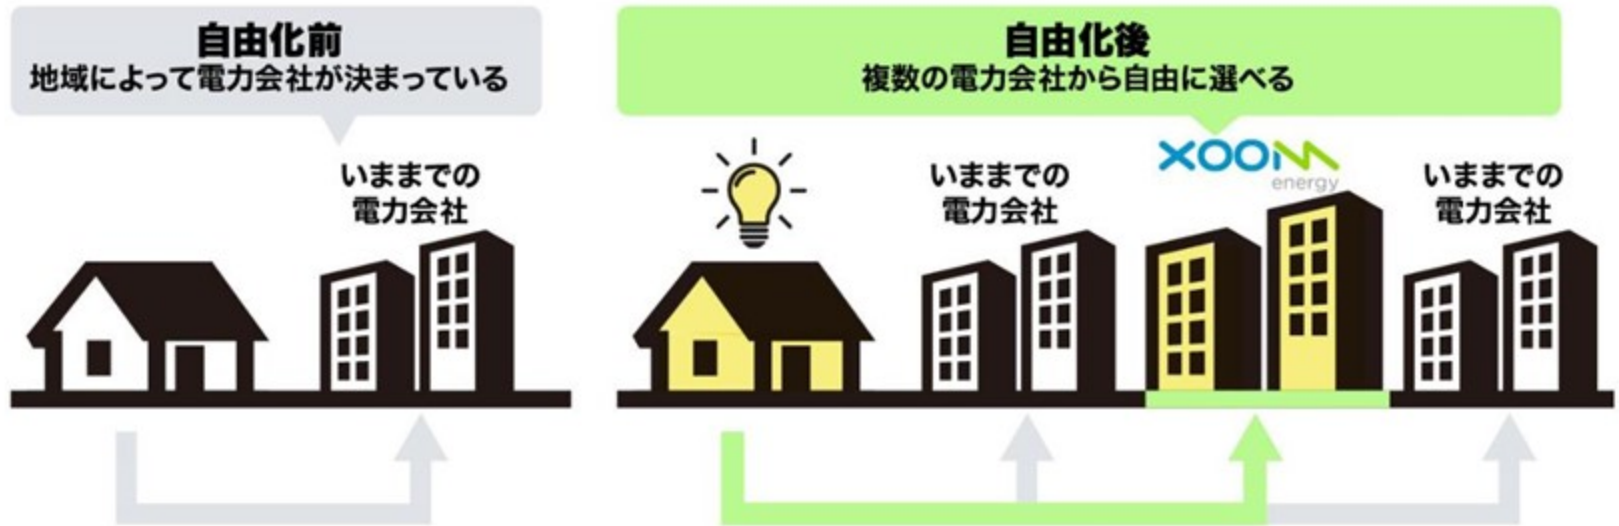 自由化前
地域によって電力会社が決まっている
いままでの
電力会社
自由化後
複数の電力会社から自由に選べる
いままでの
電力会社
XOOM
energy
いままでの
電力会社